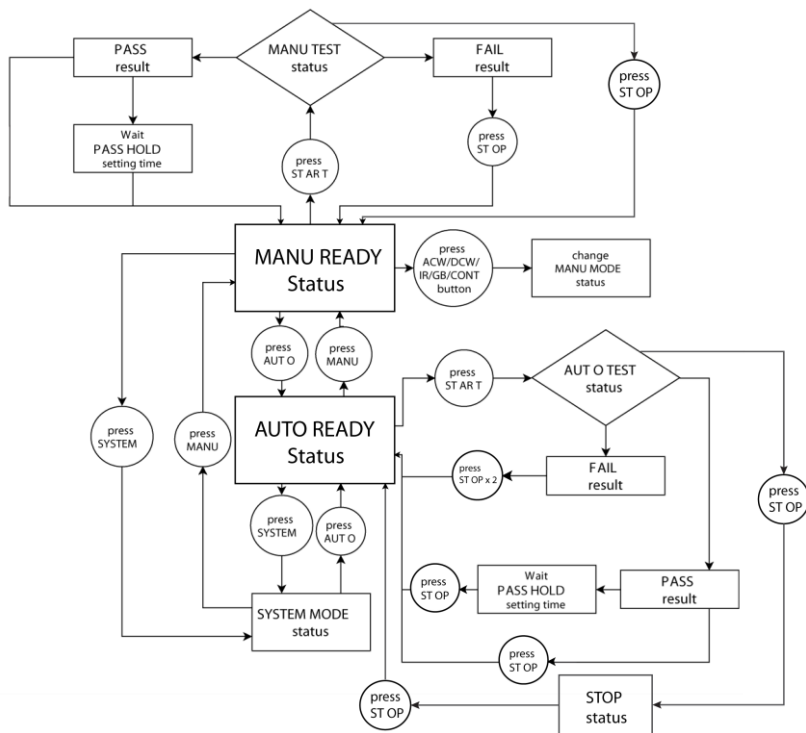 PASS
result
MANU TEST
status
FAIL
result
press
ST OP
Wait
PASS HOLD
setting time
press
ST AR T
press
ST OP
MANU READY
Status
press
ACW/DCW/
IR/GB/CONT
button
change
MANU MODE
status
press
AUT O
press
MANU
press
ST AR T
AUT O TEST
status
press
SYSTEM
press
MANU
AUTO READY
Status
press
ST OP x 2
FAIL
result
press
ST OP
press
SYSTEM
press
AUT O
press
ST OP
Wait
PASS HOLD
setting time
PASS
result
SYSTEM MODE
status
press
ST OP
press
ST OP
STOP
status